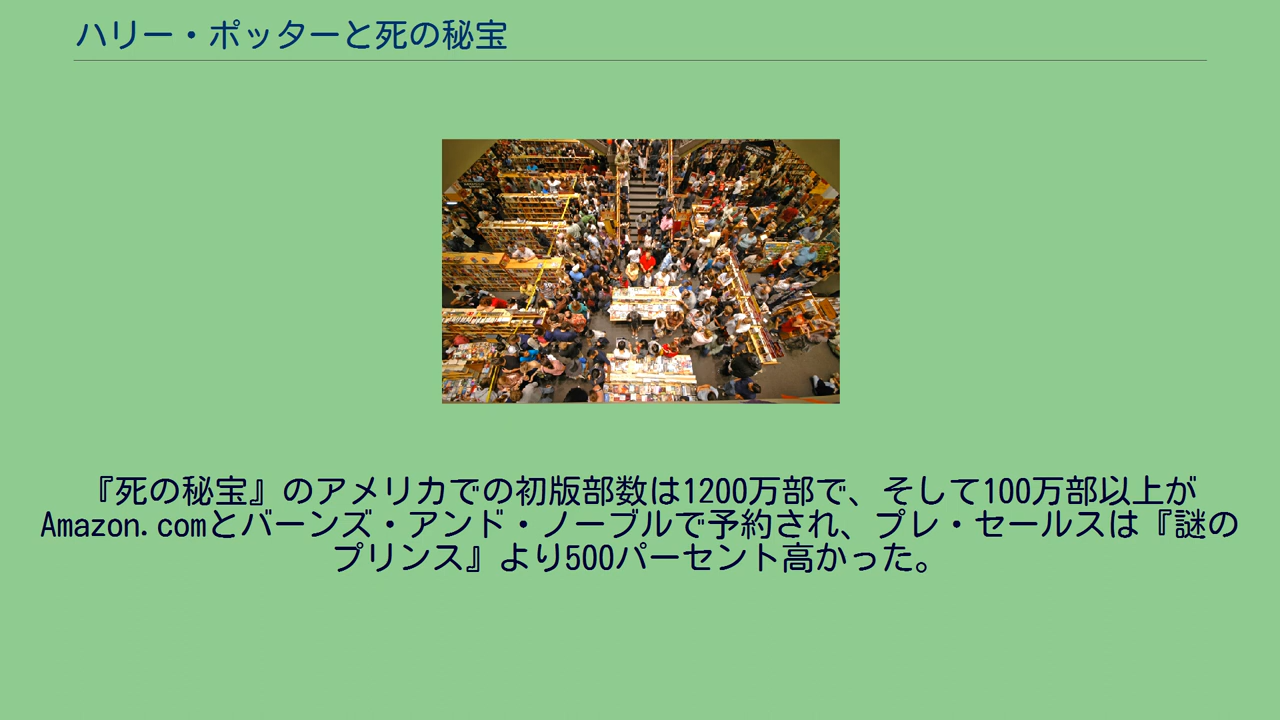 ハリー・ポッターと死の秘宝
『死の秘宝』のアメリカでの初版部数は1200万部で、そして100万部以上が
Amazon.comとバーンズ・アンド・ノーブルで予約され、プレ・セールスは『謎の
プリンス』より500パーセント高かった。